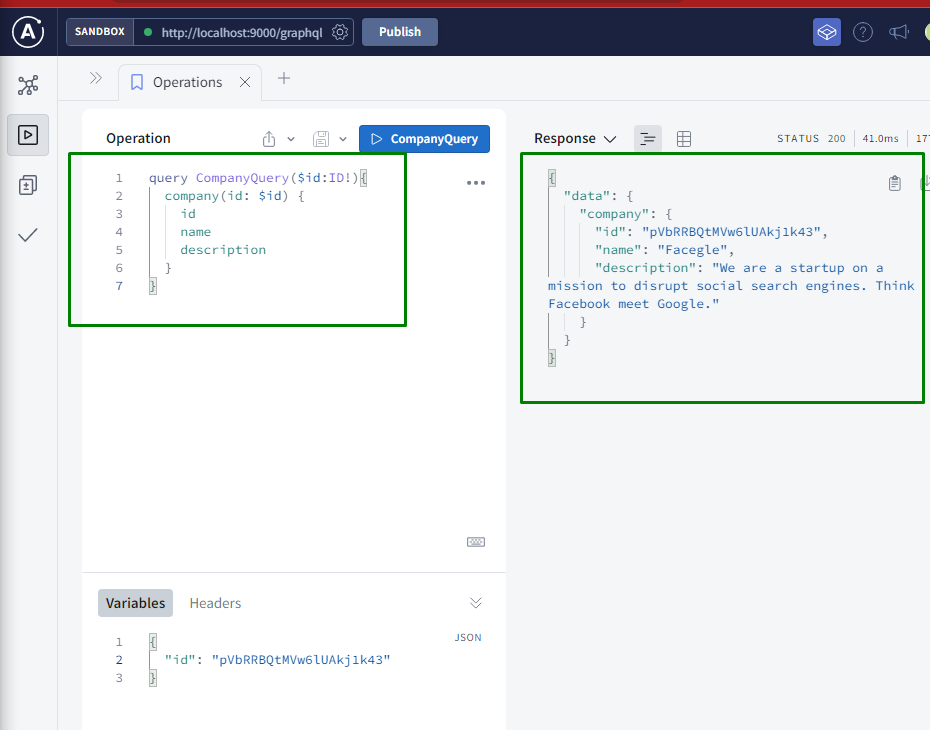 SANDBOX
http://localhost:9000/graphql
Publish
Operations
Operation
CompanyQuery
Response
STATUS 200
41.0ms
1 query CompanyQuery($id:ID!){
2 company(id: $id) {
3 id
4 name
5 description
6 }
7 }
{
"data": {
"company": {
"id": "pVbRRBQtMVw6lUAkj1k43",
"name": "Facegle",
"description": "We are a startup on a
mission to disrupt social search engines. Think
Facebook meet Google."
}
}
}
Variables
Headers
JSON
1 {
2 "id": "pVbRRBQtMVw6lUAkj1k43"
3 }